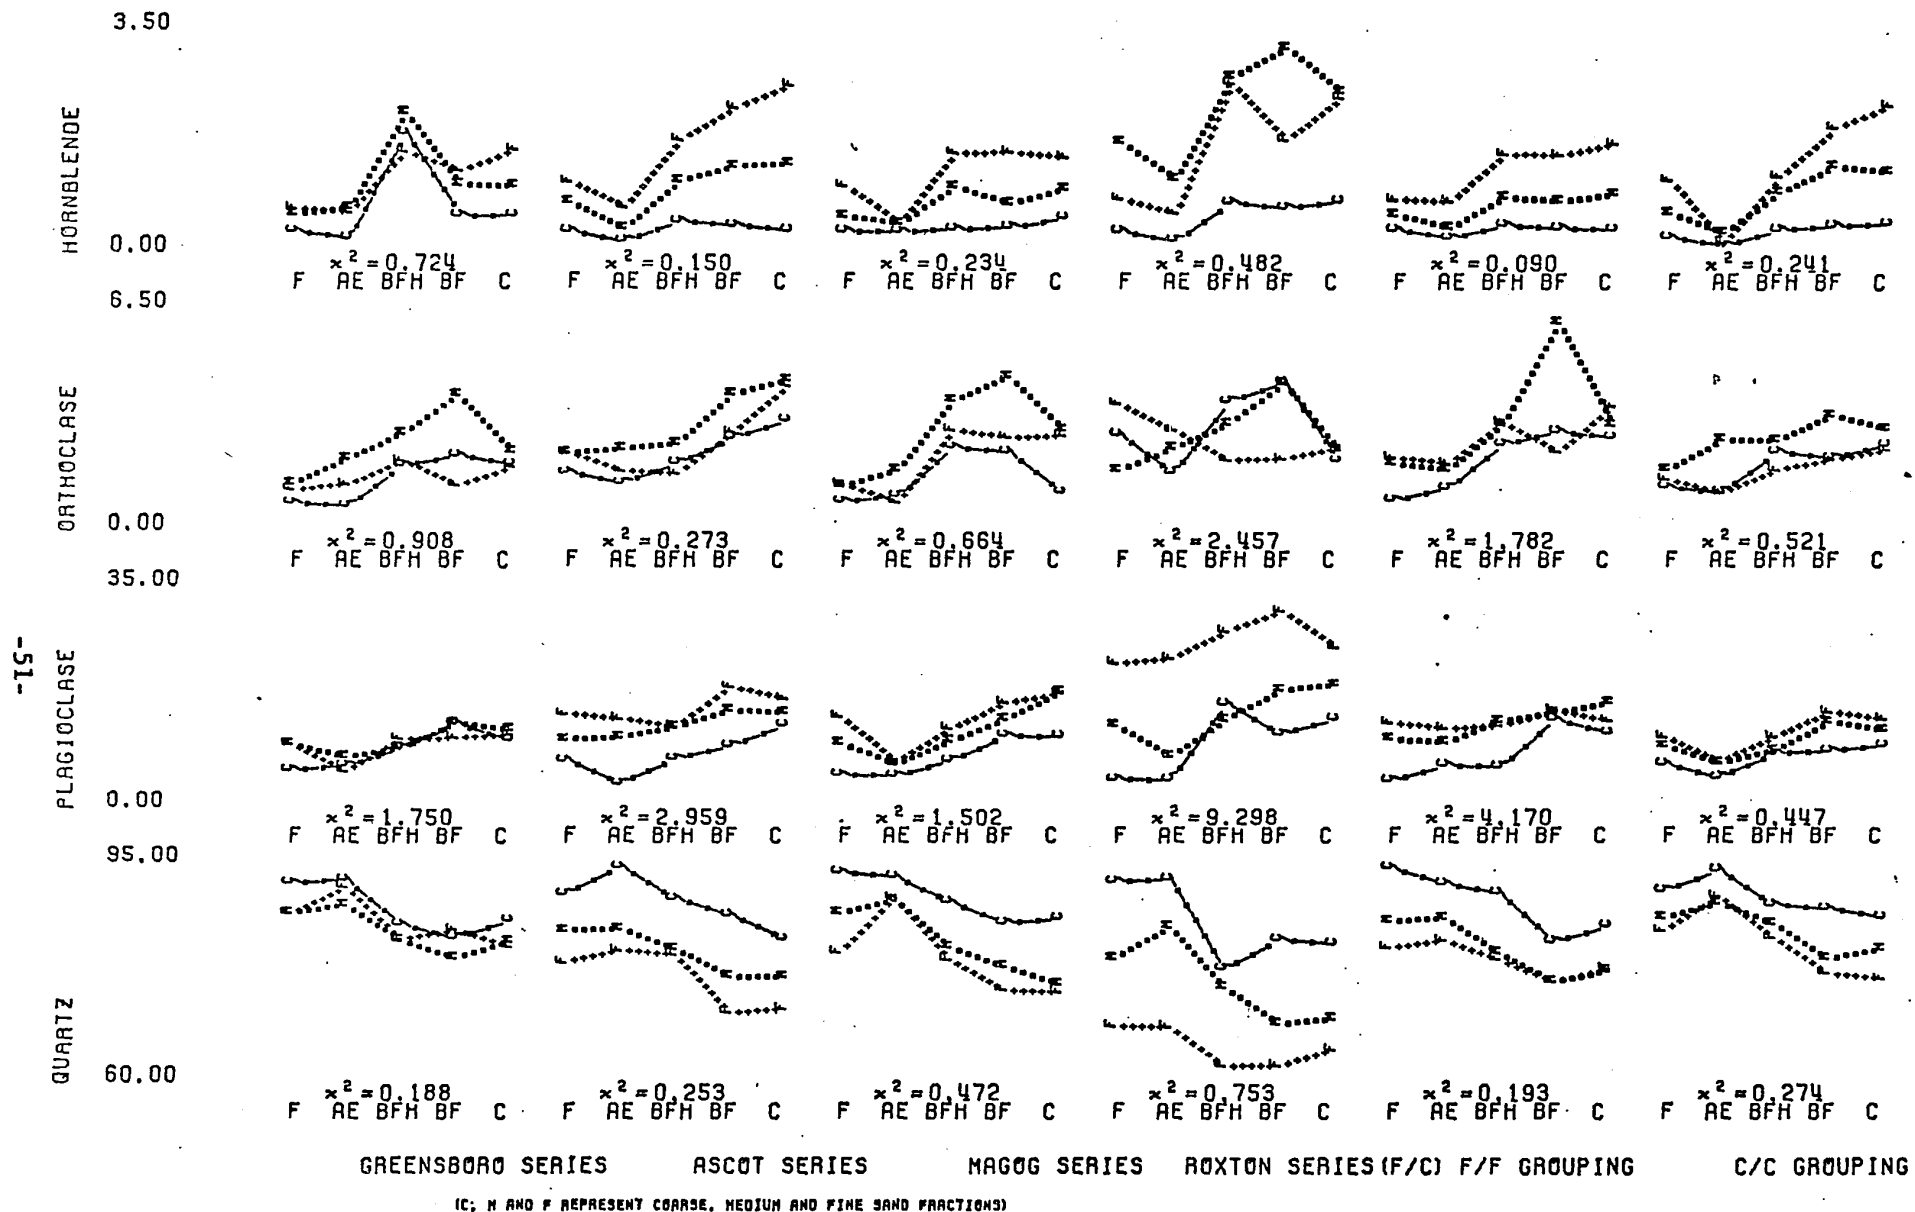 3.50
HORNBLENDE
0.00
x² = 0.724 x² = 0.150 x² = 0.234 x² = 0.482 x² = 0.090 x² = 0.241
F AE BFH BF C F AE BFH BF C F AE BFH BF C F AE BFH BF C F AE BFH BF C F AE BFH BF C
6.50
ORTHOCLASE
0.00
x² = 0.908 x² = 0.273 x² = 0.664 x² = 2.457 x² = 1.782 x² = 0.521
F AE BFH BF C F AE BFH BF C F AE BFH BF C F AE BFH BF C F AE BFH BF C F AE BFH BF C
35.00
-51-
PLAGIOCLASE
0.00
x² = 1.750 x² = 2.959 x² = 1.502 x² = 9.298 x² = 4.170 x² = 0.447
F AE BFH BF C F AE BFH BF C F AE BFH BF C F AE BFH BF C F AE BFH BF C F AE BFH BF C
95.00
QUARTZ
60.00
x² = 0.188 x² = 0.253 x² = 0.472 x² = 0.753 x² = 0.193 x² = 0.274
F AE BFH BF C F AE BFH BF C F AE BFH BF C F AE BFH BF C F AE BFH BF C F AE BFH BF C
GREENSBORO SERIES ASCOT SERIES MAGOG SERIES ROXTON SERIES (F/C) F/F GROUPING C/C GROUPING
(C; M AND F REPRESENT COARSE, MEDIUM AND FINE SAND FRACTIONS)